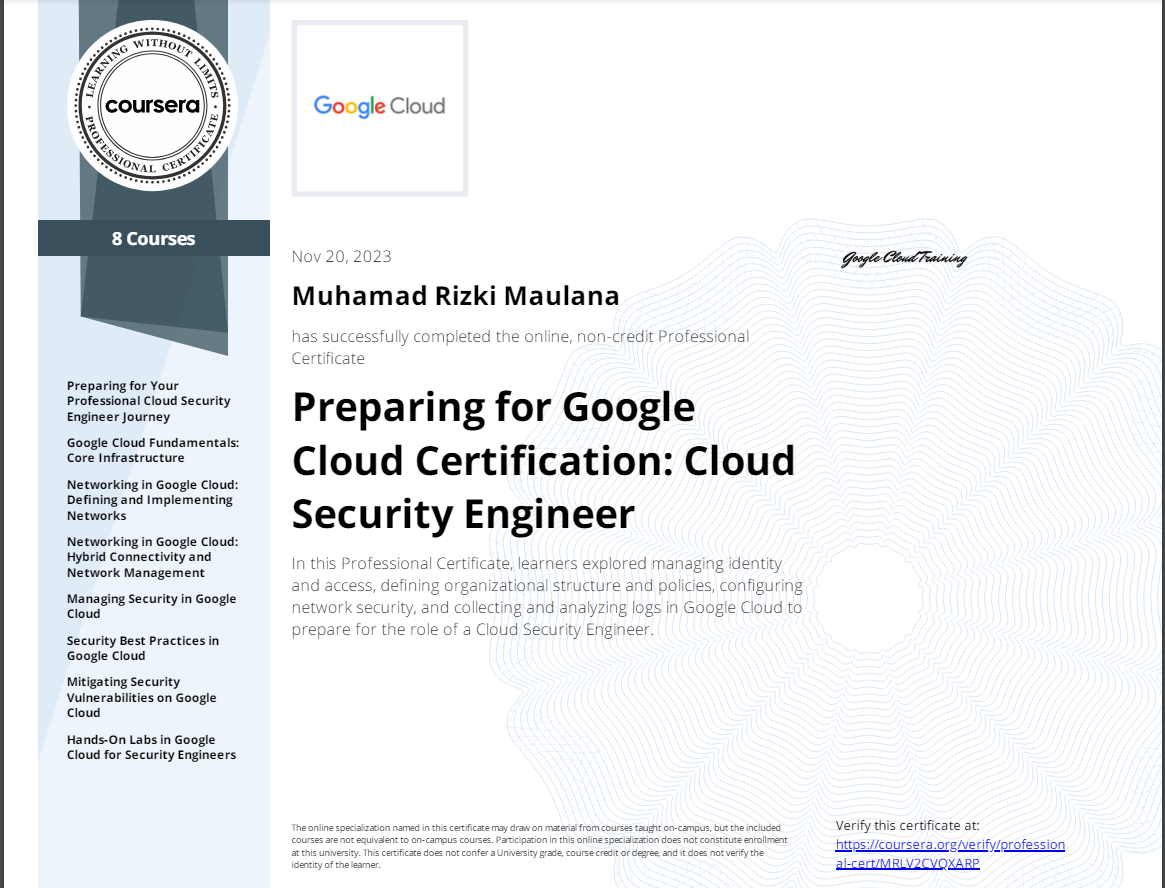 LEARNING WITHOUT LIMITS
coursera
PROFESSIONAL CERTIFICATE
8 Courses
Preparing for Your
Professional Cloud Security
Engineer Journey
Google Cloud Fundamentals:
Core Infrastructure
Networking in Google Cloud:
Defining and Implementing
Networks
Networking in Google Cloud:
Hybrid Connectivity and
Network Management
Managing Security in Google
Cloud
Security Best Practices in
Google Cloud
Mitigating Security
Vulnerabilities on Google
Cloud
Hands-On Labs in Google
Cloud for Security Engineers
Google Cloud
Nov 20, 2023
Muhamad Rizki Maulana
has successfully completed the online, non-credit Professional
Certificate
Preparing for Google
Cloud Certification: Cloud
Security Engineer
In this Professional Certificate, learners explored managing identity
and access, defining organizational structure and policies, configuring
network security, and collecting and analyzing logs in Google Cloud to
prepare for the role of a Cloud Security Engineer.
Google Cloud Training
The online specialization named in this certificate may draw on material from courses taught on-campus, but the included
courses are not equivalent to on-campus courses. Participation in this online specialization does not constitute enrollment
at this university. This certificate does not confer a University grade, course credit or degree, and it does not verify the
identity of the learner.
Verify this certificate at:
https://coursera.org/verify/profession
al-cert/MRLV2CVQXARP